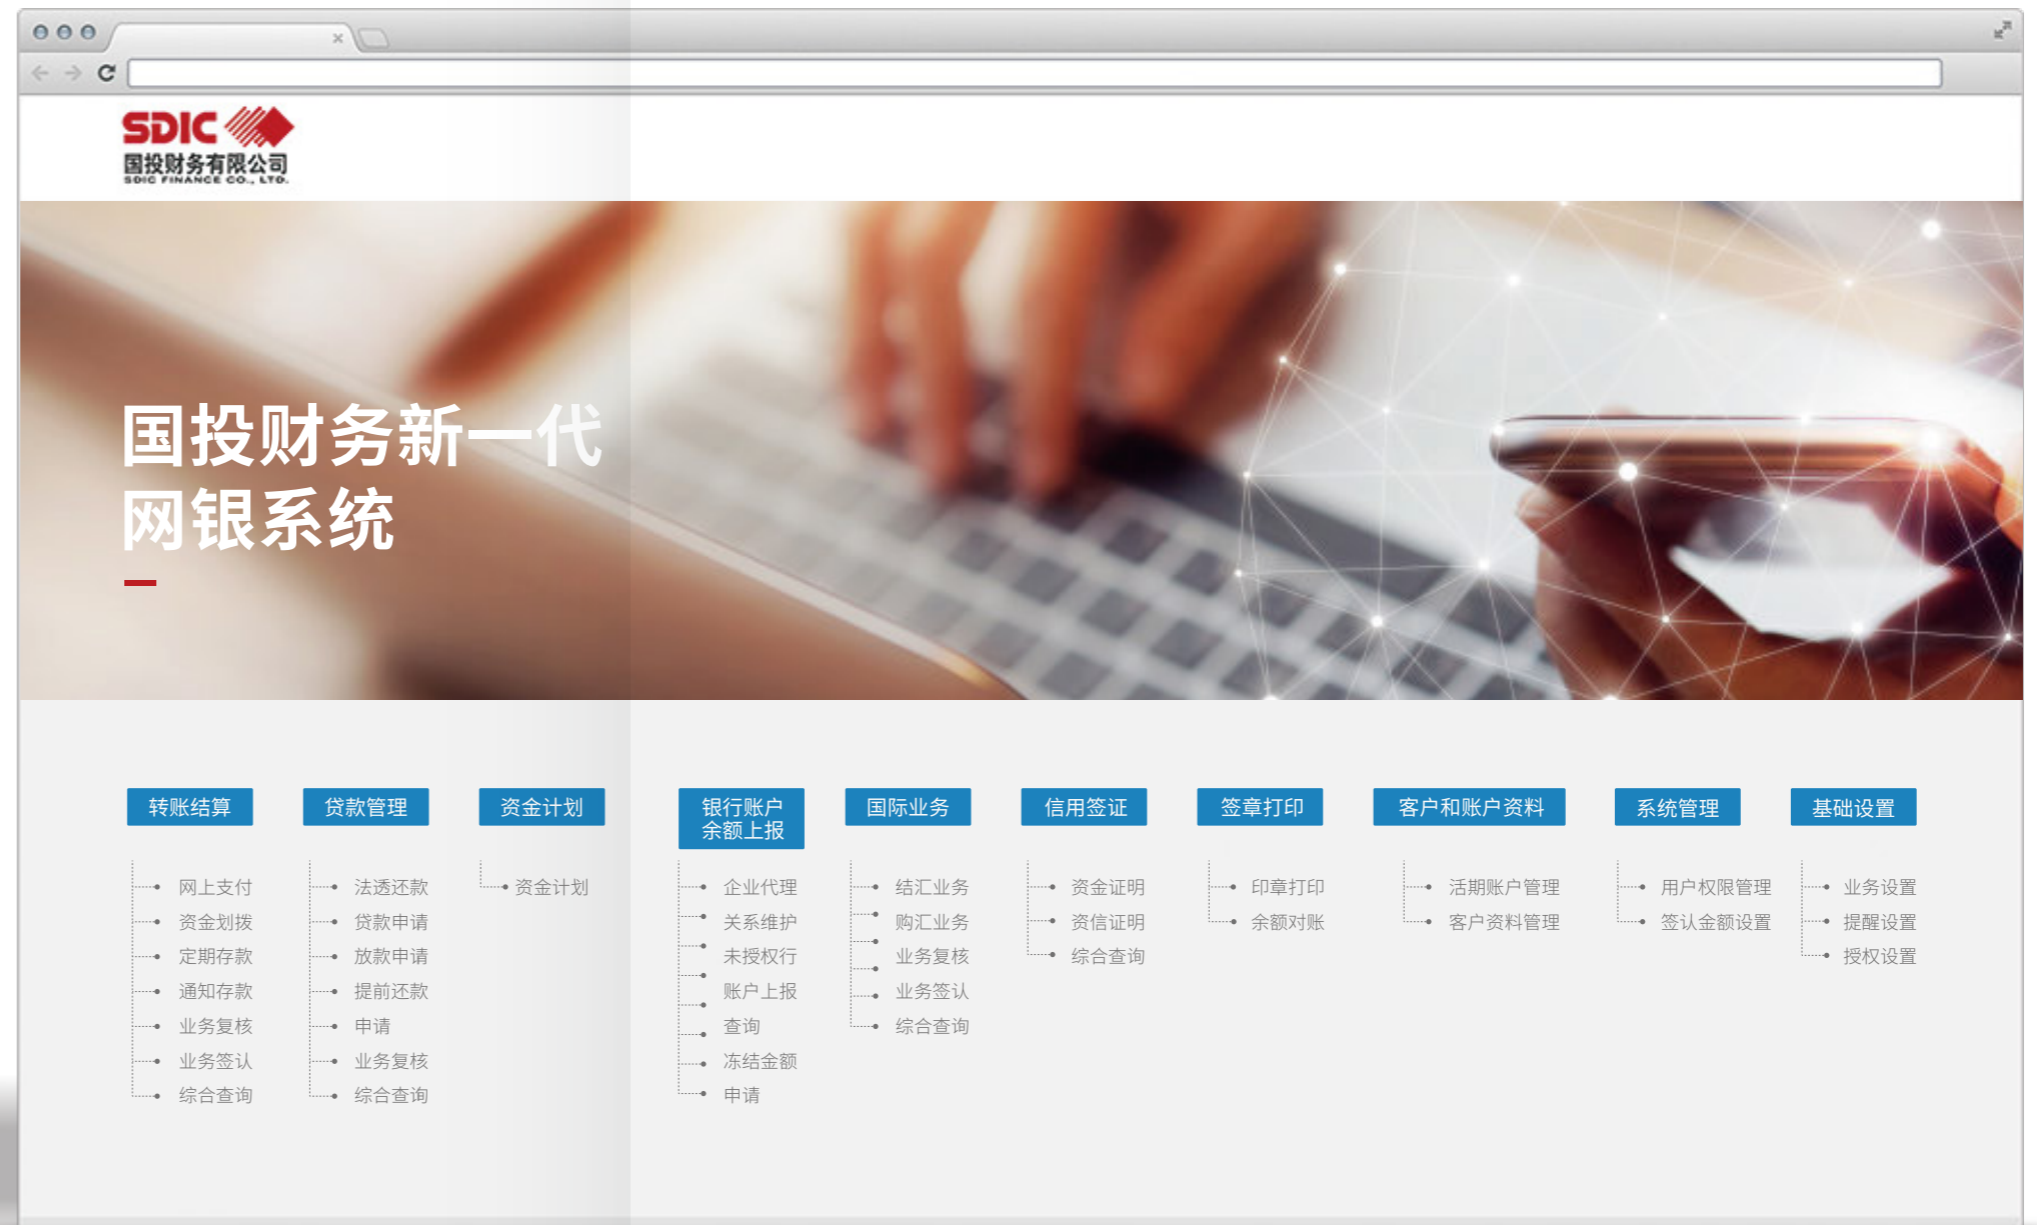 SDIC
国投财务有限公司
SDIC FINANCE CO., LTD.
国投财务新一代
网银系统
转账结算
网上支付
资金划拨
定期存款
通知存款
业务复核
业务签认
综合查询
贷款管理
法透还款
贷款申请
放款申请
提前还款
申请
业务复核
综合查询
资金计划
资金计划
银行账户
余额上报
企业代理
关系维护
未授权行
账户上报
查询
冻结金额
申请
国际业务
结汇业务
购汇业务
业务复核
业务签认
综合查询
信用签证
资金证明
资信证明
综合查询
签章打印
印章打印
余额对账
客户和账户资料
活期账户管理
客户资料管理
系统管理
用户权限管理
签认金额设置
基础设置
业务设置
提醒设置
授权设置